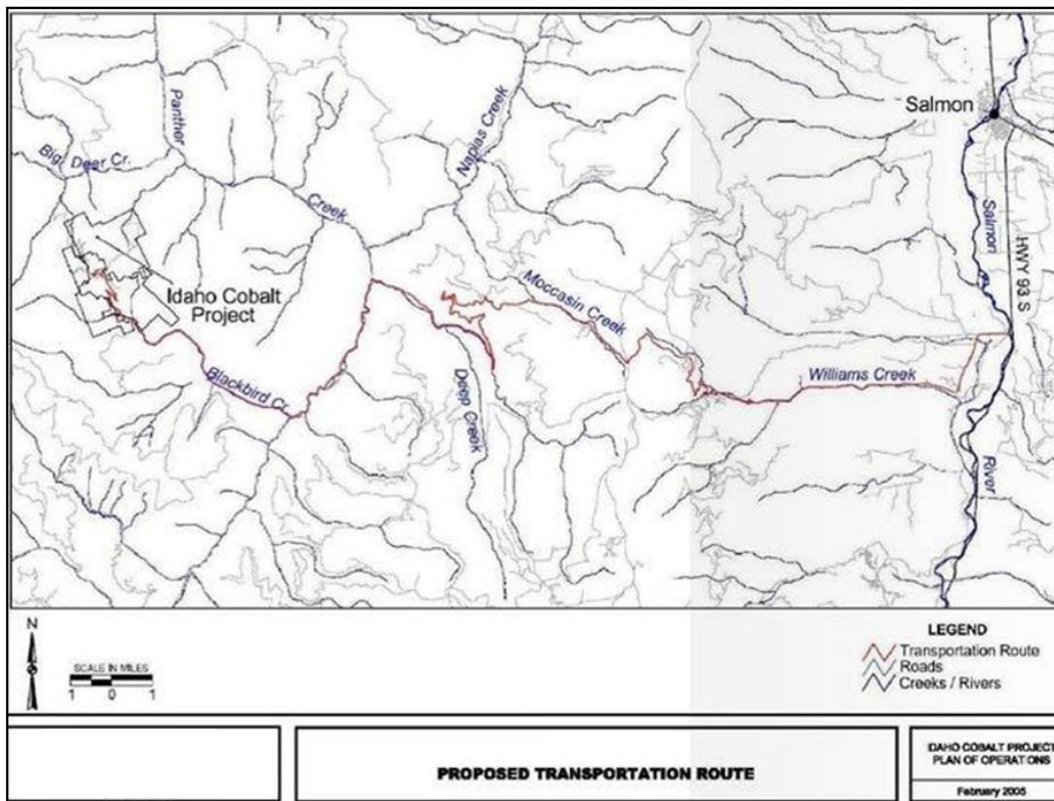 Salmon
Panther
Napias Creek
Big Deer Cr.
Creek
Salmon
HWY 93 S
Idaho Cobalt
Project
Moccasin Creek
Blackbird Cr.
Deep Creek
Williams Creek
River
N
SCALE IN MILES
1 0 1
LEGEND
Transportation Route
Roads
Creeks / Rivers
PROPOSED TRANSPORTATION ROUTE
IDAHO COBALT PROJECT
PLAN OF OPERATIONS
February 2005